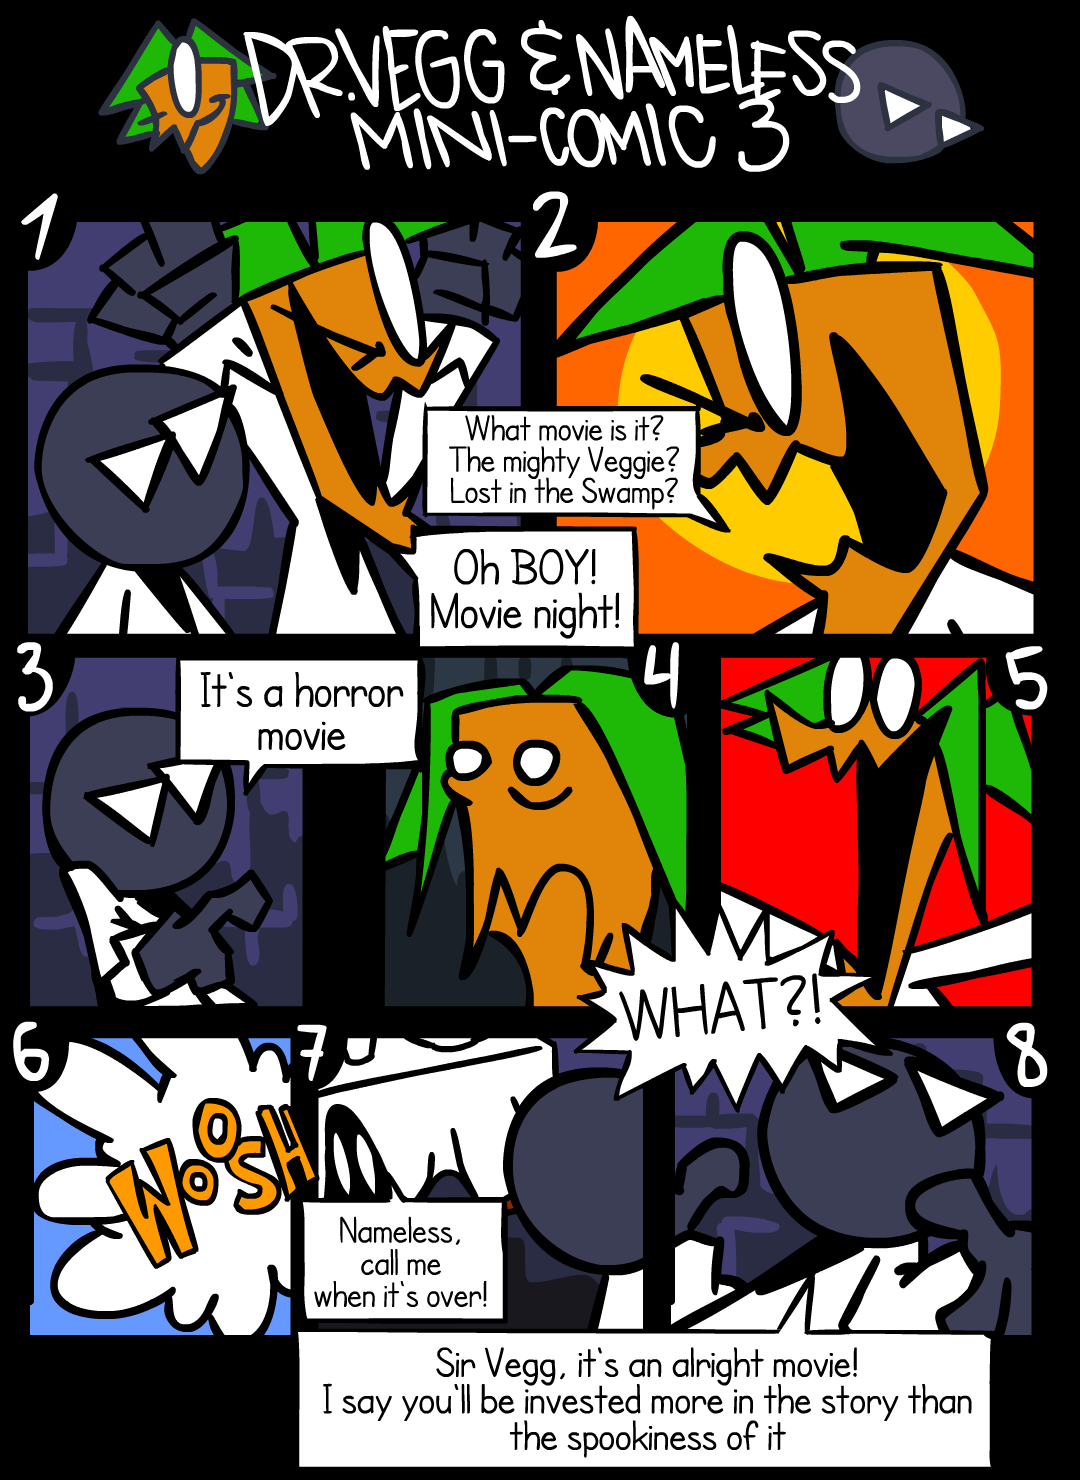 DR.VEGG & NAMELESS
MINI-COMIC 3
1
2
What movie is it?
The mighty Veggie?
Lost in the Swamp?
Oh BOY!
Movie night!
3
It's a horror
movie
4
5
WHAT?!
6
WOOSH
7
Nameless,
call me
when it's over!
8
Sir Vegg, it's an alright movie!
I say you'll be invested more in the story than
the spookiness of it